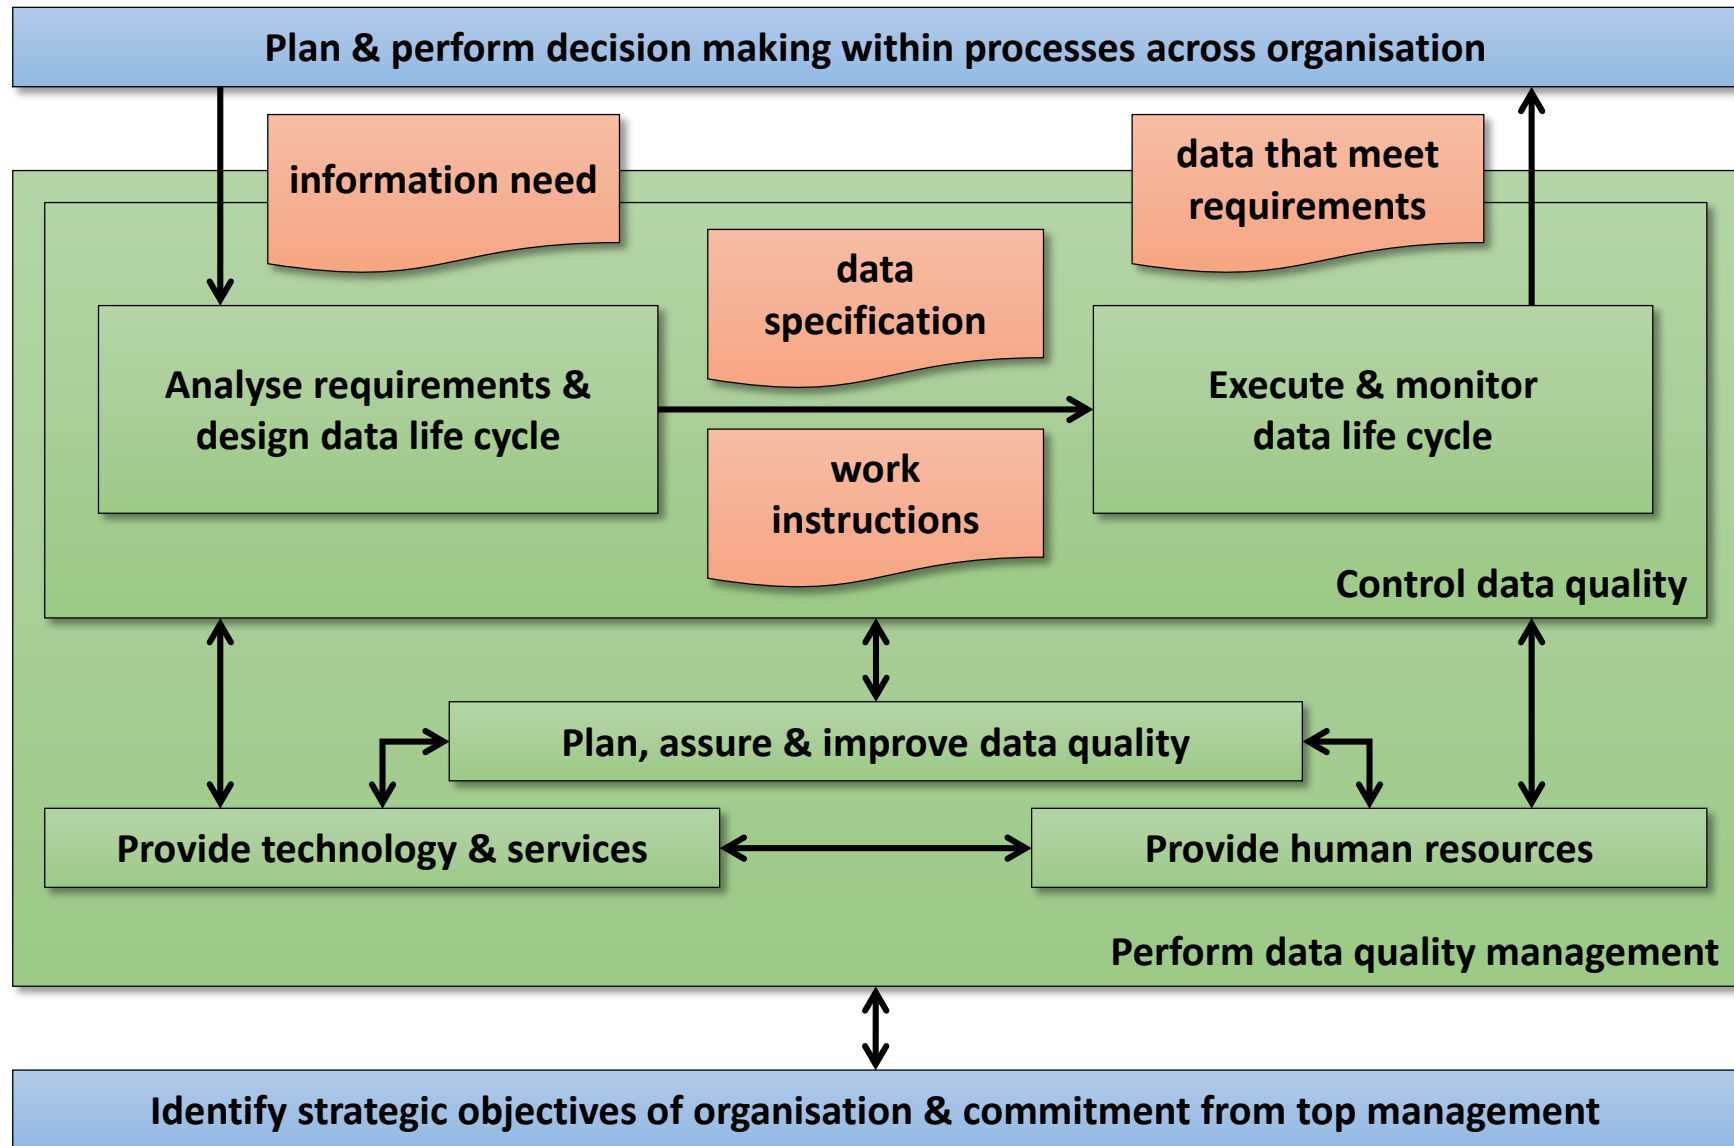 Plan & perform decision making within processes across organisation
information need
data that meet
requirements
data
specification
Analyse requirements &
design data life cycle
Execute & monitor
data life cycle
work
instructions
Control data quality
Plan, assure & improve data quality
Provide technology & services
Provide human resources
Perform data quality management
Identify strategic objectives of organisation & commitment from top management